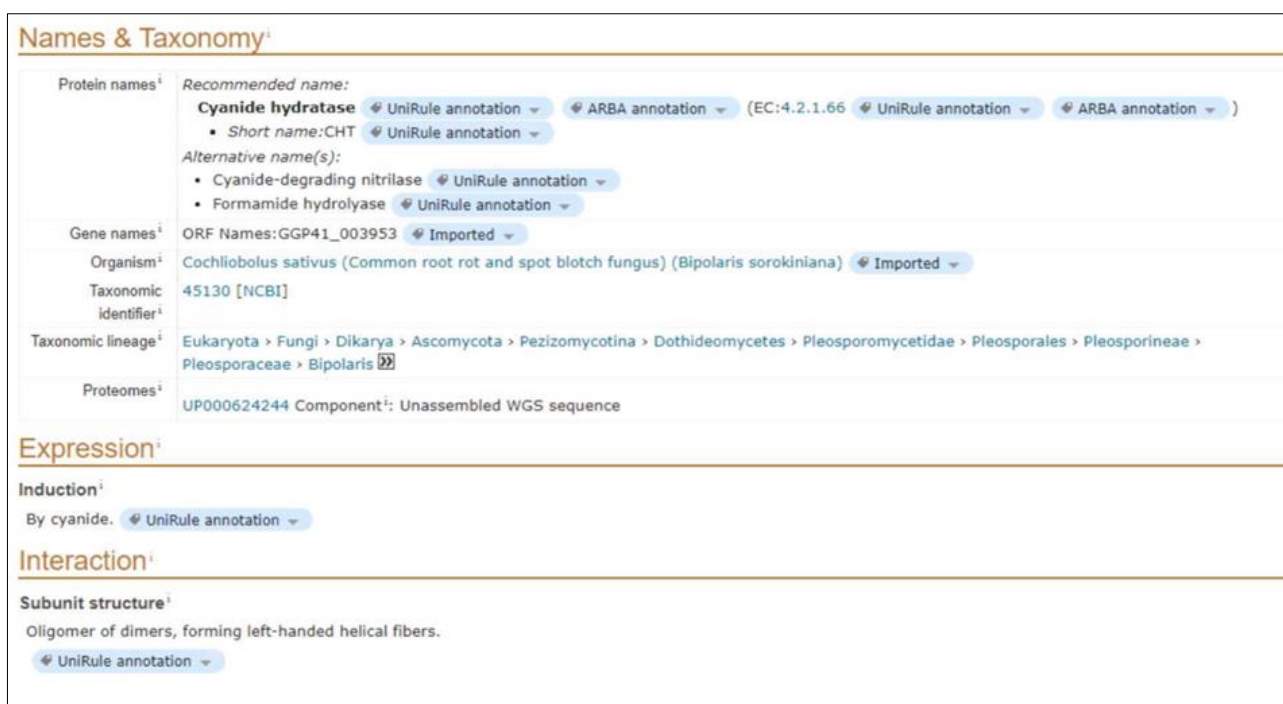 Names & Taxonomy i
Protein names i Recommended name:
Cyanide hydratase UniRule annotation ARBA annotation (EC:4.2.1.66 UniRule annotation ARBA annotation )
• Short name:CHT UniRule annotation
Alternative name(s):
• Cyanide-degrading nitrilase UniRule annotation
• Formamide hydrolyase UniRule annotation
Gene names i ORF Names:GGP41_003953 Imported
Organism i Cochliobolus sativus (Common root rot and spot blotch fungus) (Bipolaris sorokiniana) Imported
Taxonomic 45130 [NCBI]
identifier i
Taxonomic lineage i Eukaryota › Fungi › Dikarya › Ascomycota › Pezizomycotina › Dothideomycetes › Pleosporomycetidae › Pleosporales › Pleosporineae ›
Pleosporaceae › Bipolaris »
Proteomes i
UP000624244 Component i: Unassembled WGS sequence
Expression i
Induction i
By cyanide. UniRule annotation
Interaction i
Subunit structure i
Oligomer of dimers, forming left-handed helical fibers.
UniRule annotation